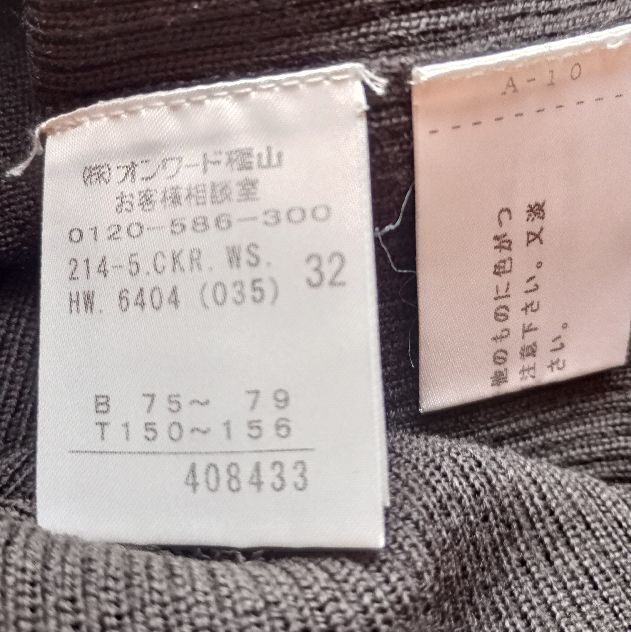 (株)オンワード樫山
お客様相談室
0120-586-300
214-5.CKR. WS. 32
HW. 6404 (035)
B 75~ 79
T150~156
408433
A-10
他のものに色がつ
注意下さい。又淡
さい。